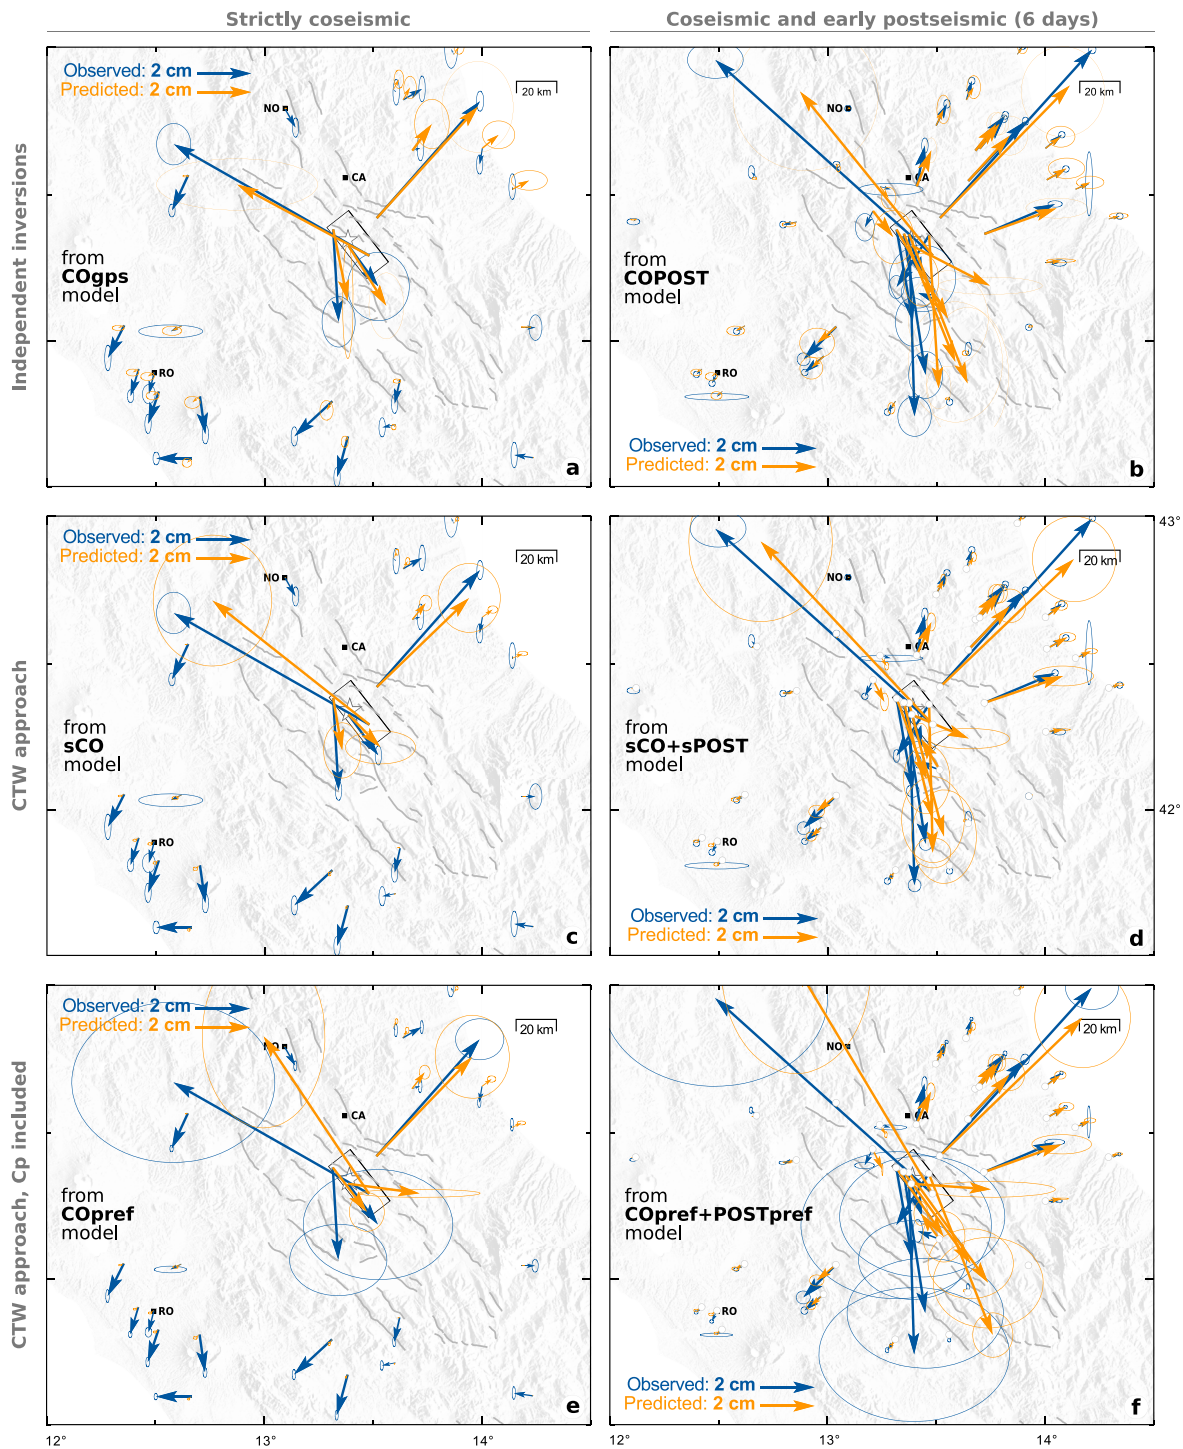 Strictly coseismic
Coseismic and early postseismic (6 days)
Independent inversions
Observed: 2 cm
Predicted: 2 cm
20 km
NO
CA
RO
from
COgps
model
a
20 km
NO
CA
RO
from
COPOST
model
Observed: 2 cm
Predicted: 2 cm
b
CTW approach
Observed: 2 cm
Predicted: 2 cm
20 km
NO
CA
RO
from
sCO
model
c
43°
20 km
NO
CA
RO
from
sCO+sPOST
model
42°
Observed: 2 cm
Predicted: 2 cm
d
CTW approach, Cp included
Observed: 2 cm
Predicted: 2 cm
20 km
NO
CA
RO
from
COpref
model
e
20 km
NO
CA
RO
from
COpref+POSTpref
model
Observed: 2 cm
Predicted: 2 cm
f
12° 13° 14° 12° 13° 14°